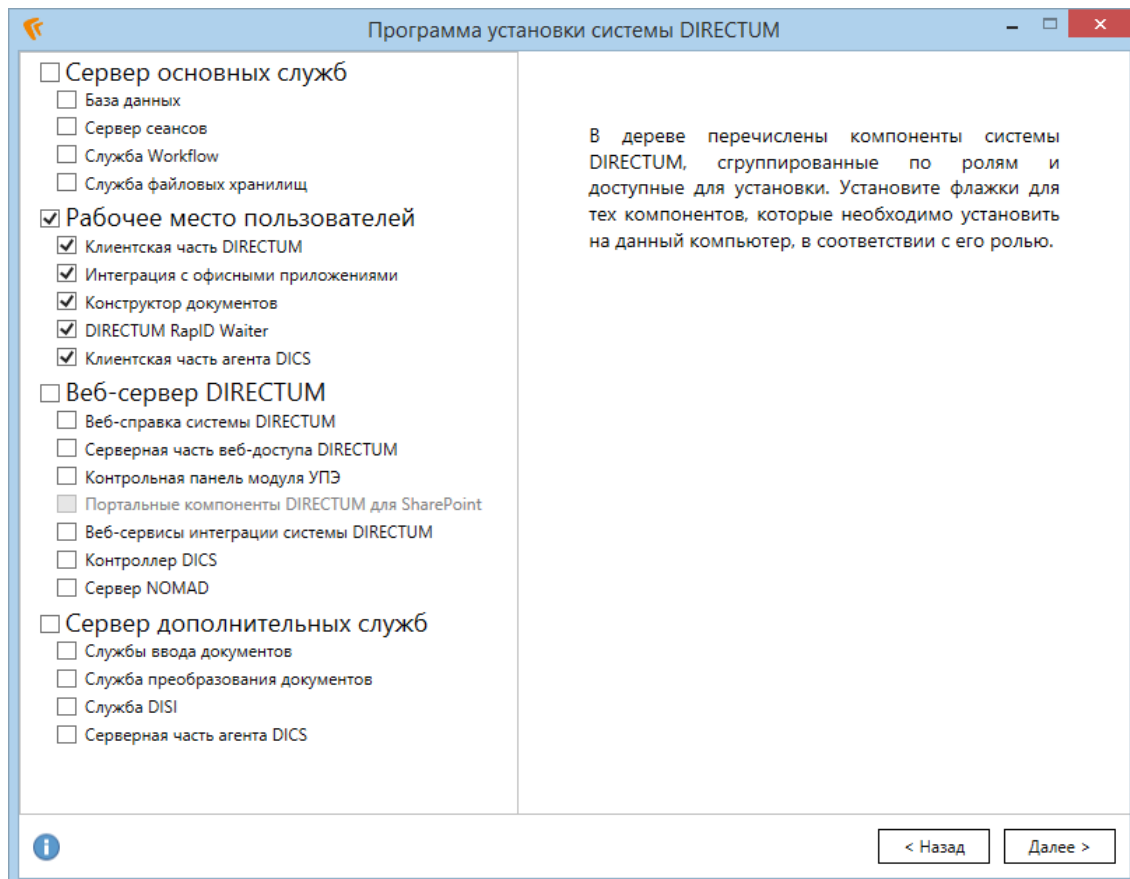 Программа установки системы DIRECTUM
Сервер основных служб
База данных
Сервер сеансов
Служба Workflow
Служба файловых хранилищ
Рабочее место пользователей
Клиентская часть DIRECTUM
Интеграция с офисными приложениями
Конструктор документов
DIRECTUM RapID Waiter
Клиентская часть агента DICS
Веб-сервер DIRECTUM
Веб-справка системы DIRECTUM
Серверная часть веб-доступа DIRECTUM
Контрольная панель модуля УПЭ
Портальные компоненты DIRECTUM для SharePoint
Веб-сервисы интеграции системы DIRECTUM
Контроллер DICS
Сервер NOMAD
Сервер дополнительных служб
Службы ввода документов
Служба преобразования документов
Служба DISI
Серверная часть агента DICS
В дереве перечислены компоненты системы
DIRECTUM, сгруппированные по ролям и
доступные для установки. Установите флажки для
тех компонентов, которые необходимо установить
на данный компьютер, в соответствии с его ролью.
< Назад
Далее >